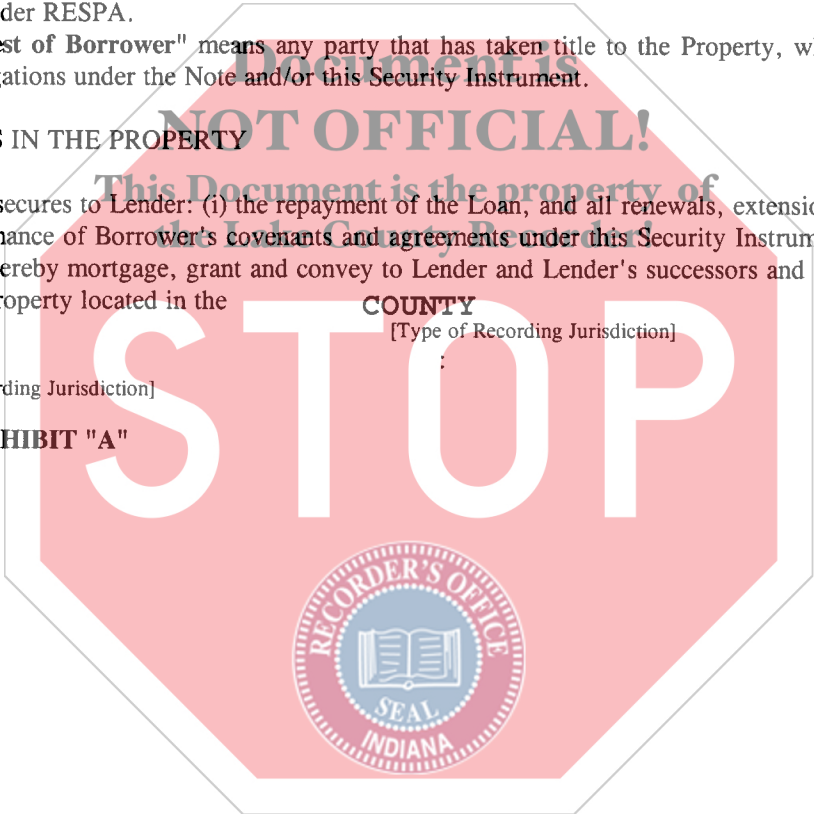 der RESPA.
est of Borrower" means any party that has taken title to the Property, wh
gations under the Note and/or this Security Instrument.
Document is
NOT OFFICIAL!
This Document is the property of
the Lake County Recorder!
S IN THE PROPERTY
secures to Lender: (i) the repayment of the Loan, and all renewals, extensio
nance of Borrower's covenants and agreements under this Security Instrum
ereby mortgage, grant and convey to Lender and Lender's successors and
roperty located in the COUNTY
[Type of Recording Jurisdiction]
:
rding Jurisdiction]
HIBIT "A"
STOP
RECORDER'S OFFICE
SEAL
INDIANA